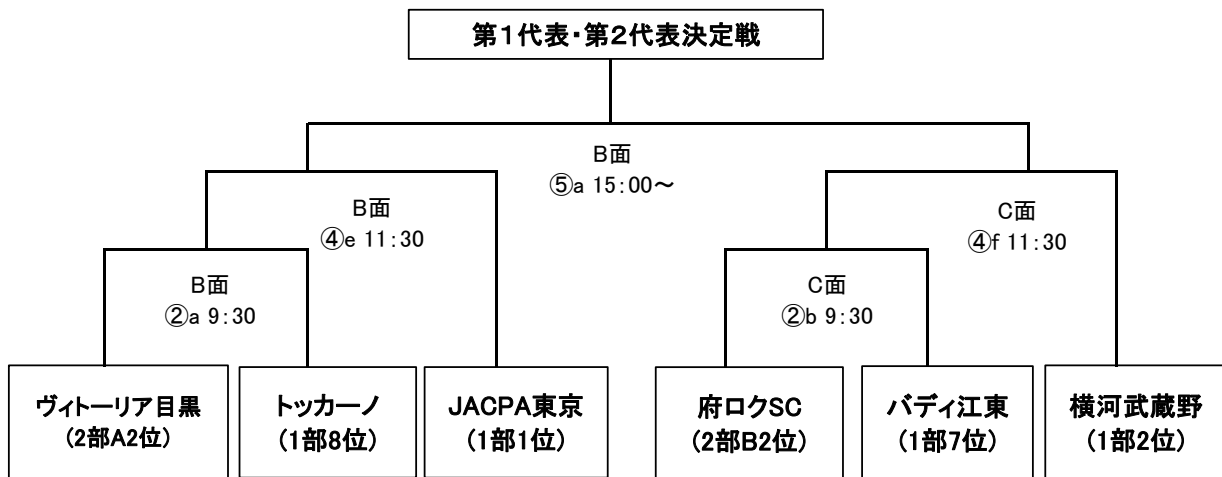 第1代表・第2代表決定戦
B面
⑤a 15:00～
B面
④e 11:30
C面
④f 11:30
B面
②a 9:30
C面
②b 9:30
ヴィトーリア目黒
(2部A2位)
トッカーノ
(1部8位)
JACPA東京
(1部1位)
府ロクSC
(2部B2位)
バディ江東
(1部7位)
横河武蔵野
(1部2位)